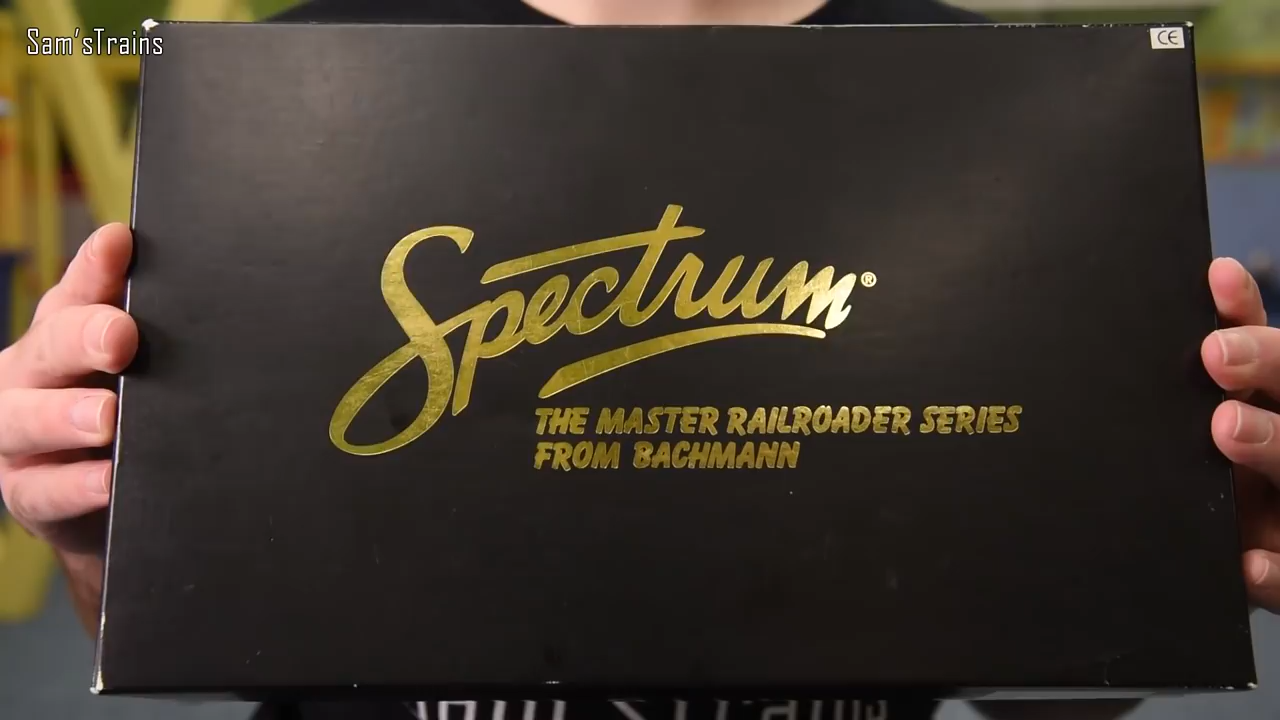 Sam'sTrains
CE
Spectrum®
THE MASTER RAILROADER SERIES
FROM BACHMANN